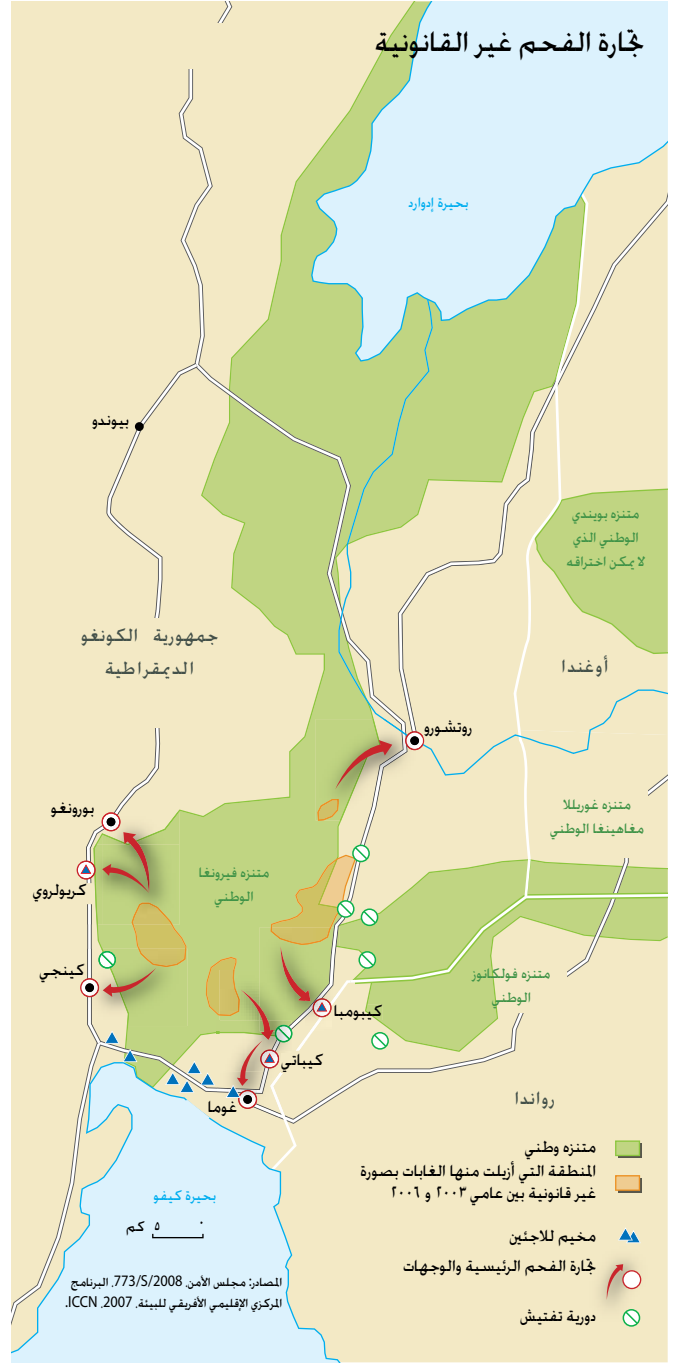 تجارة الفحم غير القانونية
بحيرة إدوارد
بيوندو
متنزه بويندي
الوطني الذي
لا يمكن اختراقه
جمهورية الكونغو
الديمقراطية
أوغندا
روتشورو
متنزه غوريللا
مغاهينغا الوطني
بورونغو
متنزه فيرونغا
الوطني
كريولروي
كينجي
متنزه فولكانوز
الوطني
كيبومبا
كيباتي
غوما
رواندا
متنزه وطني
المنطقة التي أزيلت منها الغابات بصورة
غير قانونية بين عامي ٢٠٠٣ و ٢٠٠٦
بحيرة كيفو
٠ ٥ كم
مخيم للاجئين
تجارة الفحم الرئيسية والوجهات
دورية تفتيش
المصادر: مجلس الأمن، 773/S/2008، البرنامج
المركزي الإقليمي الأفريقي للبيئة، 2007، ICCN.